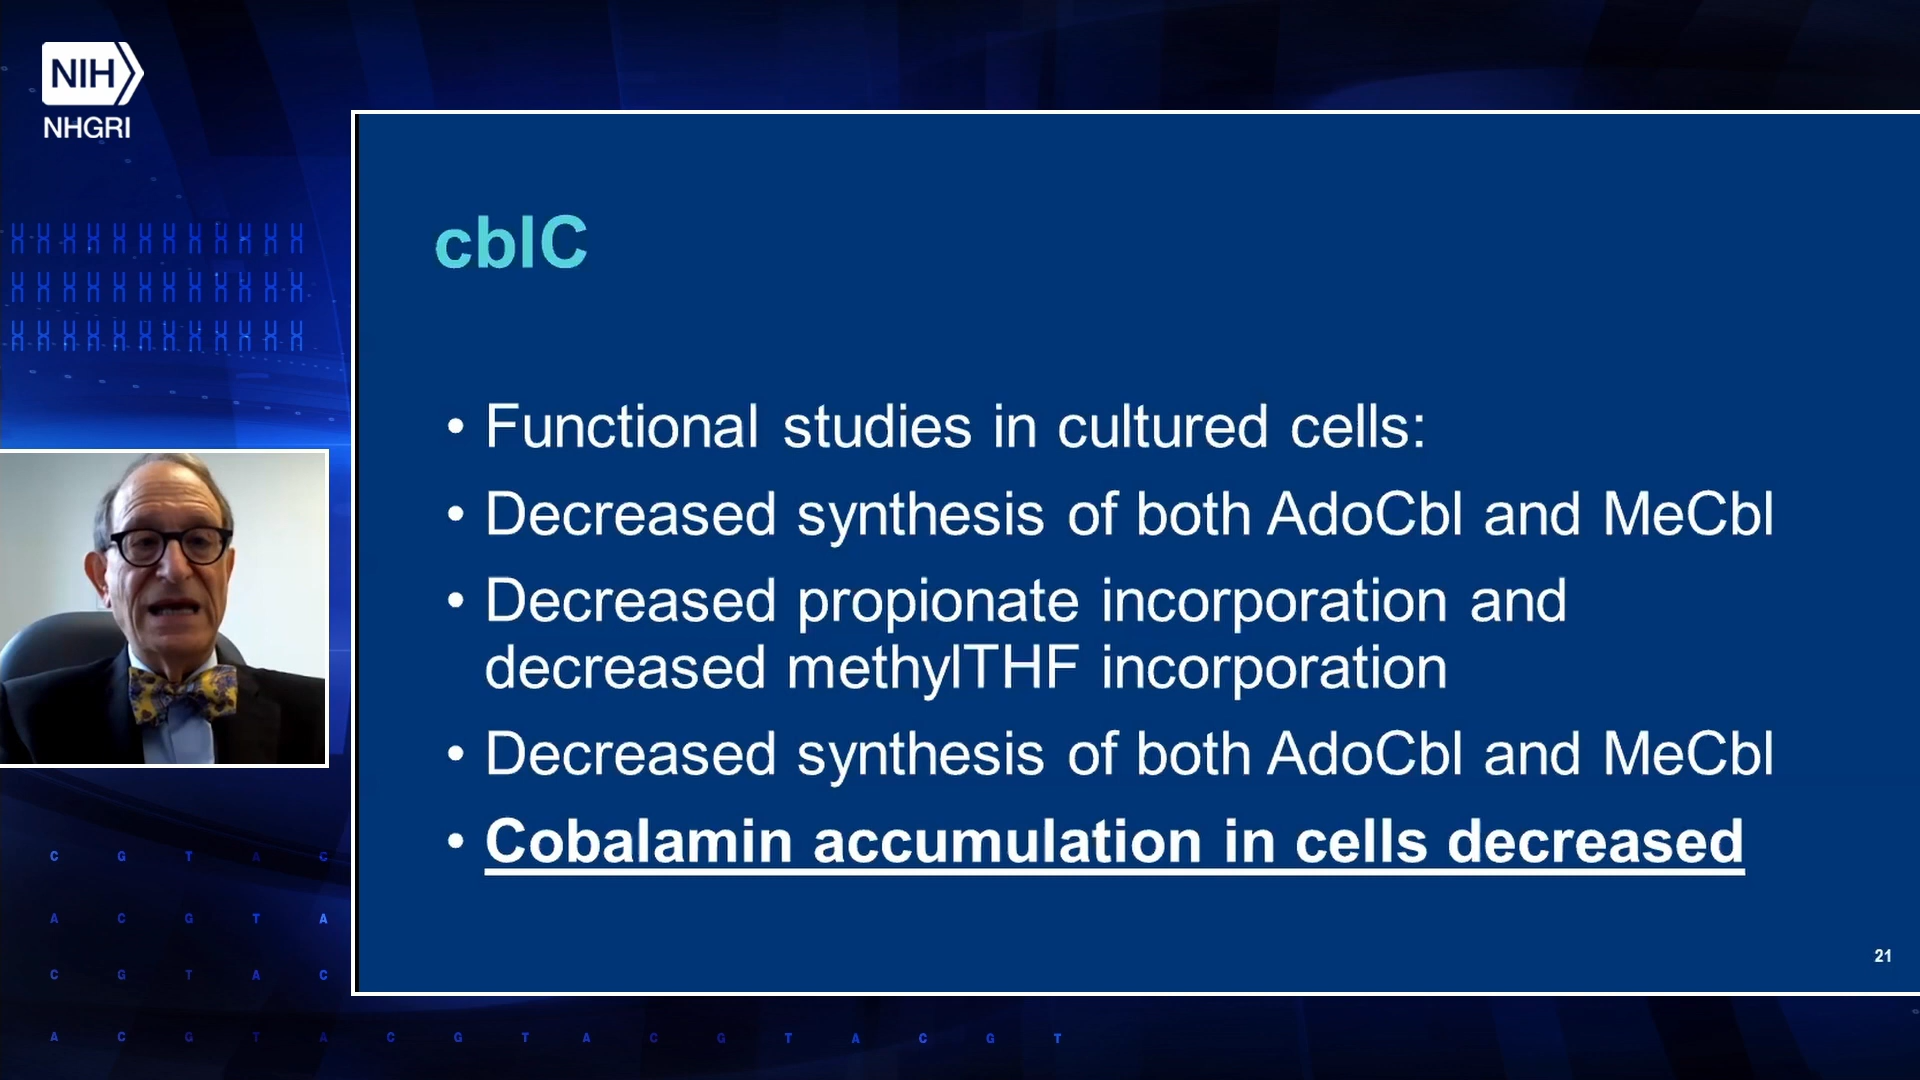 NIH
NHGRI
cblC
• Functional studies in cultured cells:
• Decreased synthesis of both AdoCbl and MeCbl
• Decreased propionate incorporation and
decreased methylTHF incorporation
• Decreased synthesis of both AdoCbl and MeCbl
• Cobalamin accumulation in cells decreased
21
C G T A C
A C G T A
C G T A C
A C G T A C G T A C G T A C G T